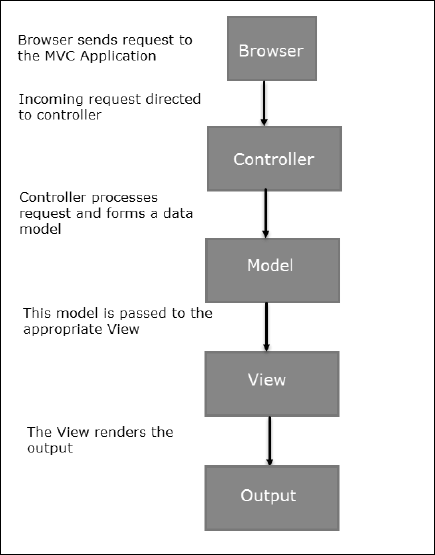 Browser sends request to
the MVC Application
Browser
Incoming request directed
to controller
Controller
Controller processes
request and forms a data
model
Model
This model is passed to the
appropriate View
View
The View renders the
output
Output